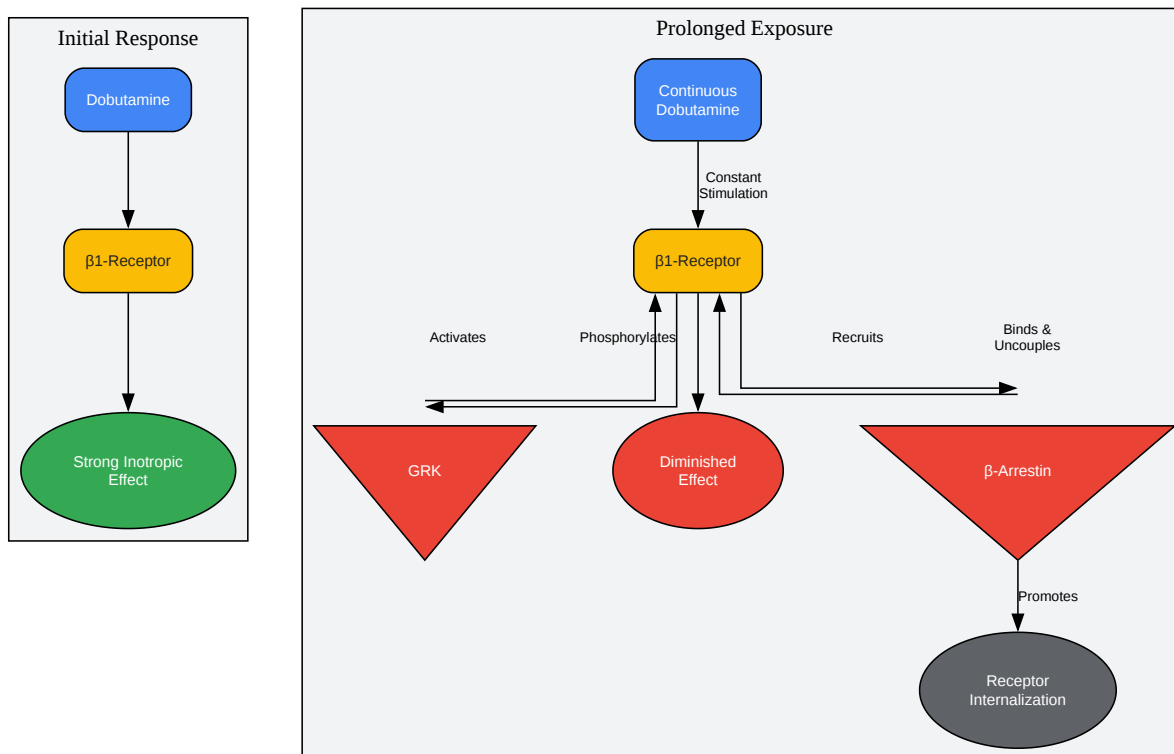 Initial Response
Dobutamine
β1-Receptor
Strong Inotropic
Effect
Prolonged Exposure
Continuous
Dobutamine
Constant
Stimulation
β1-Receptor
Activates
Phosphorylates
Recruits
Binds &
Uncouples
GRK
Diminished
Effect
β-Arrestin
Promotes
Receptor
Internalization